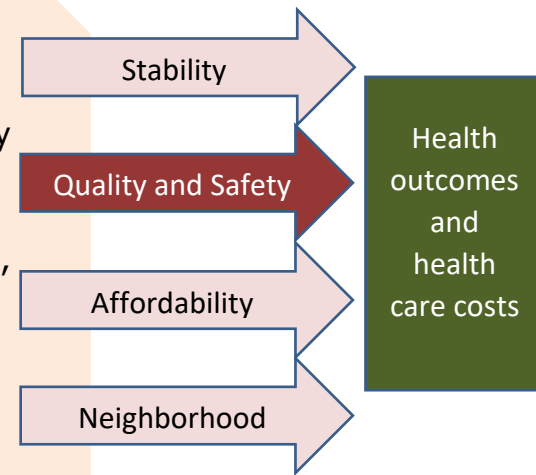 Stability
y
Quality and Safety
,
Affordability
Neighborhood
Health
outcomes
and
health
care costs